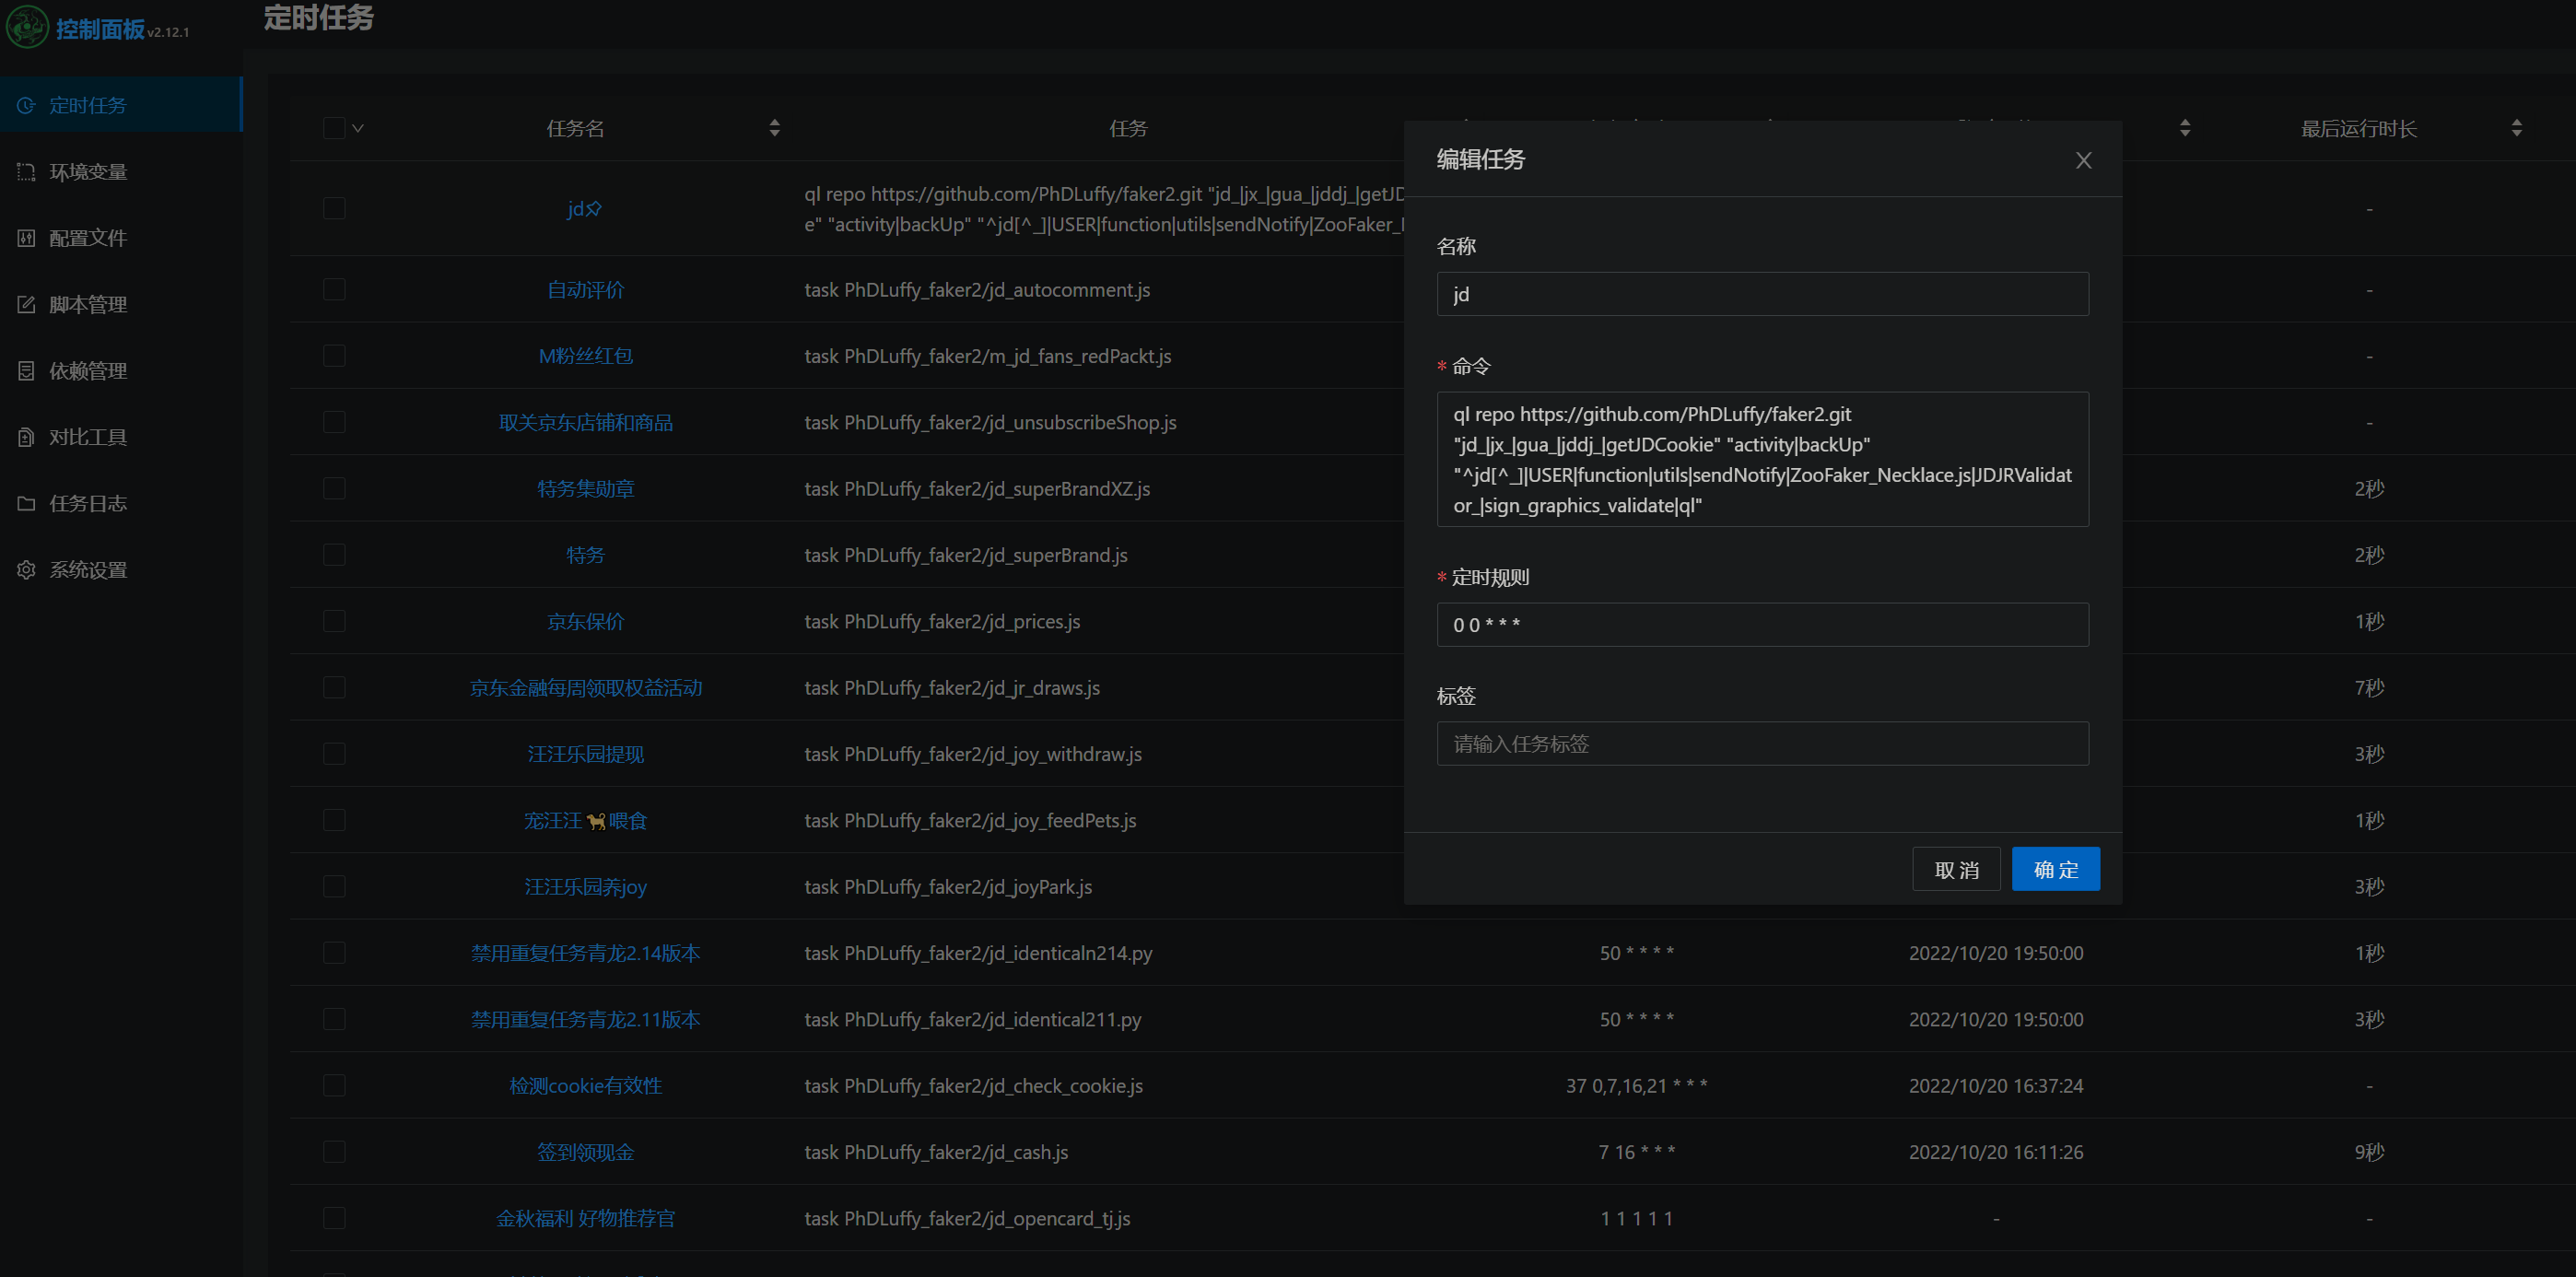 控制面板 v2.12.1
定时任务
环境变量
配置文件
脚本管理
依赖管理
对比工具
任务日志
系统设置
定时任务
任务名 任务 最后运行时长
jd ql repo https://github.com/PhDLuffy/faker2.git "jd_|jx_|gua_|jddj_|getJD
e" "activity|backUp" "^jd[^_]|USER|function|utils|sendNotify|ZooFaker_ -
自动评价 task PhDLuffy_faker2/jd_autocomment.js -
M粉丝红包 task PhDLuffy_faker2/m_jd_fans_redPackt.js -
取关京东店铺和商品 task PhDLuffy_faker2/jd_unsubscribeShop.js -
特务集勋章 task PhDLuffy_faker2/jd_superBrandXZ.js 2秒
特务 task PhDLuffy_faker2/jd_superBrand.js 2秒
京东保价 task PhDLuffy_faker2/jd_prices.js 1秒
京东金融每周领取权益活动 task PhDLuffy_faker2/jd_jr_draws.js 7秒
汪汪乐园提现 task PhDLuffy_faker2/jd_joy_withdraw.js 3秒
宠汪汪🐕喂食 task PhDLuffy_faker2/jd_joy_feedPets.js 1秒
汪汪乐园养joy task PhDLuffy_faker2/jd_joyPark.js 3秒
禁用重复任务青龙2.14版本 task PhDLuffy_faker2/jd_identicaln214.py 50 * * * * 2022/10/20 19:50:00 1秒
禁用重复任务青龙2.11版本 task PhDLuffy_faker2/jd_identical211.py 50 * * * * 2022/10/20 19:50:00 3秒
检测cookie有效性 task PhDLuffy_faker2/jd_check_cookie.js 37 0,7,16,21 * * * 2022/10/20 16:37:24 -
签到领现金 task PhDLuffy_faker2/jd_cash.js 7 16 * * * 2022/10/20 16:11:26 9秒
金秋福利 好物推荐官 task PhDLuffy_faker2/jd_opencard_tj.js 1 1 1 1 1 - -
编辑任务
名称
jd
* 命令
ql repo https://github.com/PhDLuffy/faker2.git
"jd_|jx_|gua_|jddj_|getJDCookie" "activity|backUp"
"^jd[^_]|USER|function|utils|sendNotify|ZooFaker_Necklace.js|JDJRValidat
or_|sign_graphics_validate|ql"
* 定时规则
0 0 * * *
标签
请输入任务标签
取 消 确 定